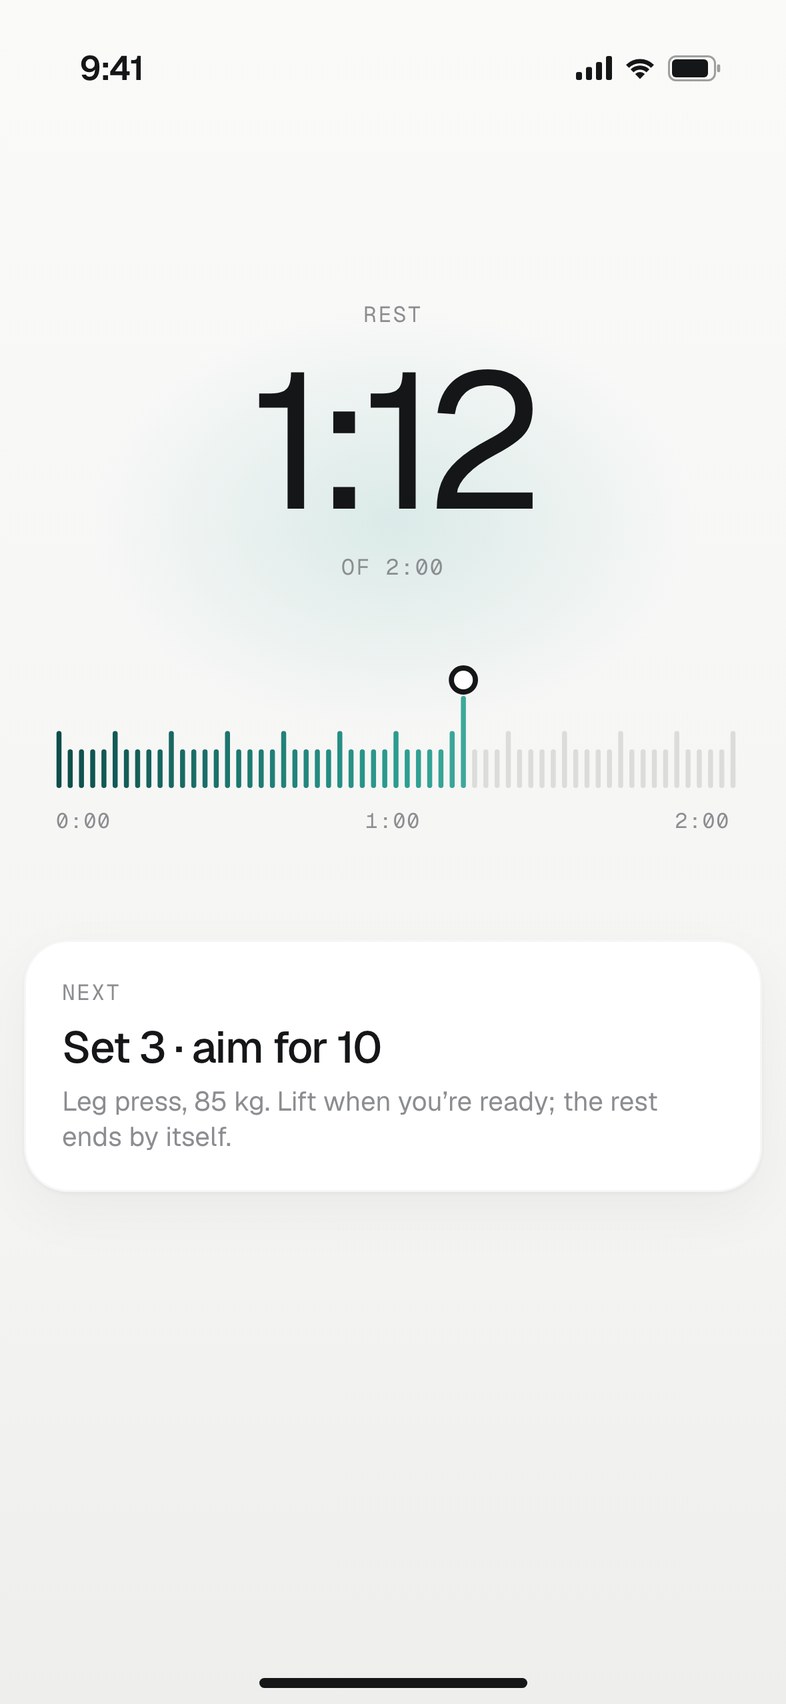 9:41
REST
1:12
OF 2:00
0:00 1:00 2:00
NEXT
Set 3 · aim for 10
Leg press, 85 kg. Lift when you’re ready; the rest
ends by itself.